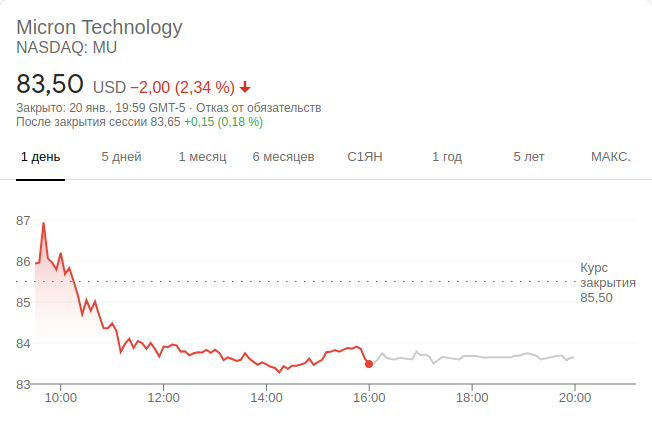 Micron Technology
NASDAQ: MU
83,50 USD −2,00 (2,34 %)
Закрыто: 20 янв., 19:59 GMT-5 · Отказ от обязательств
После закрытия сессии 83,65 +0,15 (0,18 %)
1 день 5 дней 1 месяц 6 месяцев С1ЯН 1 год 5 лет МАКС.
87
86
Курс
закрытия
85,50
85
84
83
10:00 12:00 14:00 16:00 18:00 20:00